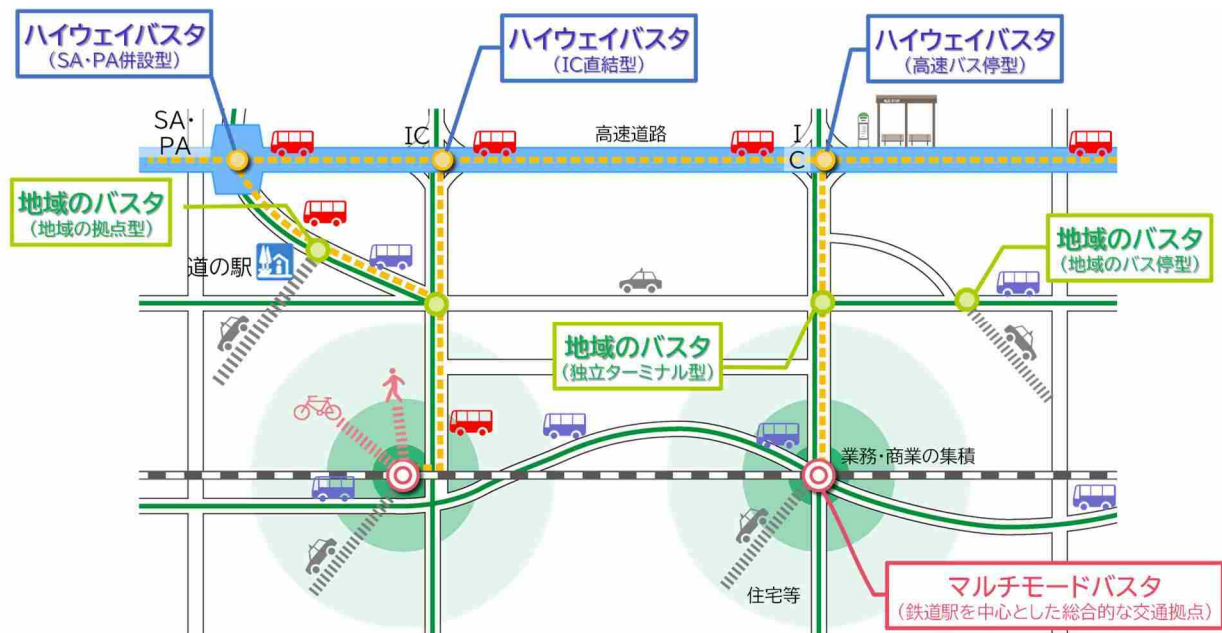 ハイウェイバスタ
(SA・PA併設型)
ハイウェイバスタ
(IC直結型)
ハイウェイバスタ
(高速バス停型)
SA・
PA
IC
高速道路
I
C
地域のバスタ
(地域の拠点型)
道の駅
地域のバスタ
(地域のバス停型)
地域のバスタ
(独立ターミナル型)
業務・商業の集積
住宅等
マルチモードバスタ
(鉄道駅を中心とした総合的な交通拠点)